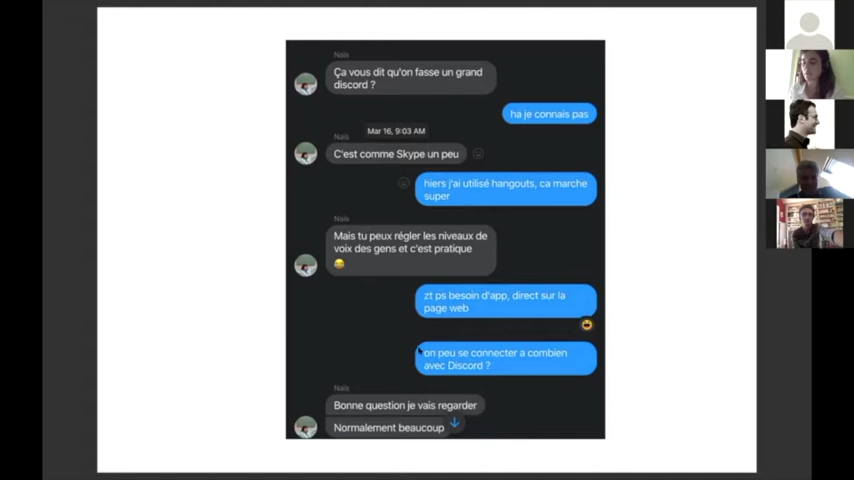 Naïs
Ça vous dit qu'on fasse un grand
discord ?
ha je connais pas
Mar 16, 9:03 AM
Naïs
C'est comme Skype un peu
hiers j'ai utilisé hangouts, ca marche
super
Naïs
Mais tu peux régler les niveaux de
voix des gens et c'est pratique
😂
zt ps besoin d'app, direct sur la
page web
on peu se connecter a combien
avec Discord ?
Naïs
Bonne question je vais regarder
Normalement beaucoup